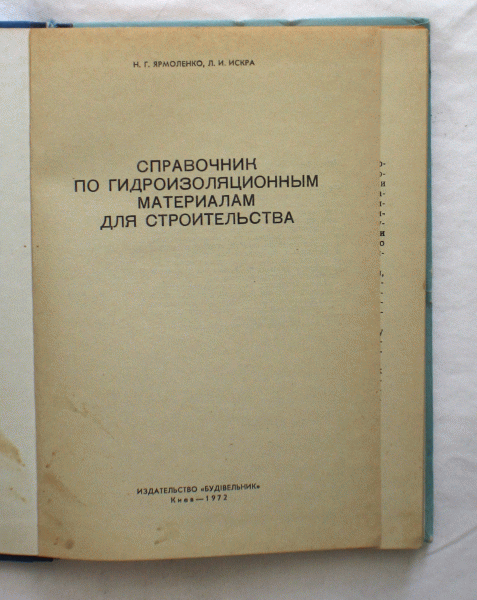 Н. Г. ЯРМОЛЕНКО, Л. И. ИСКРА
СПРАВОЧНИК
ПО ГИДРОИЗОЛЯЦИОННЫМ
МАТЕРИАЛАМ
ДЛЯ СТРОИТЕЛЬСТВА
ИЗДАТЕЛЬСТВО «БУДІВЕЛЬНИК»
Киев—1972